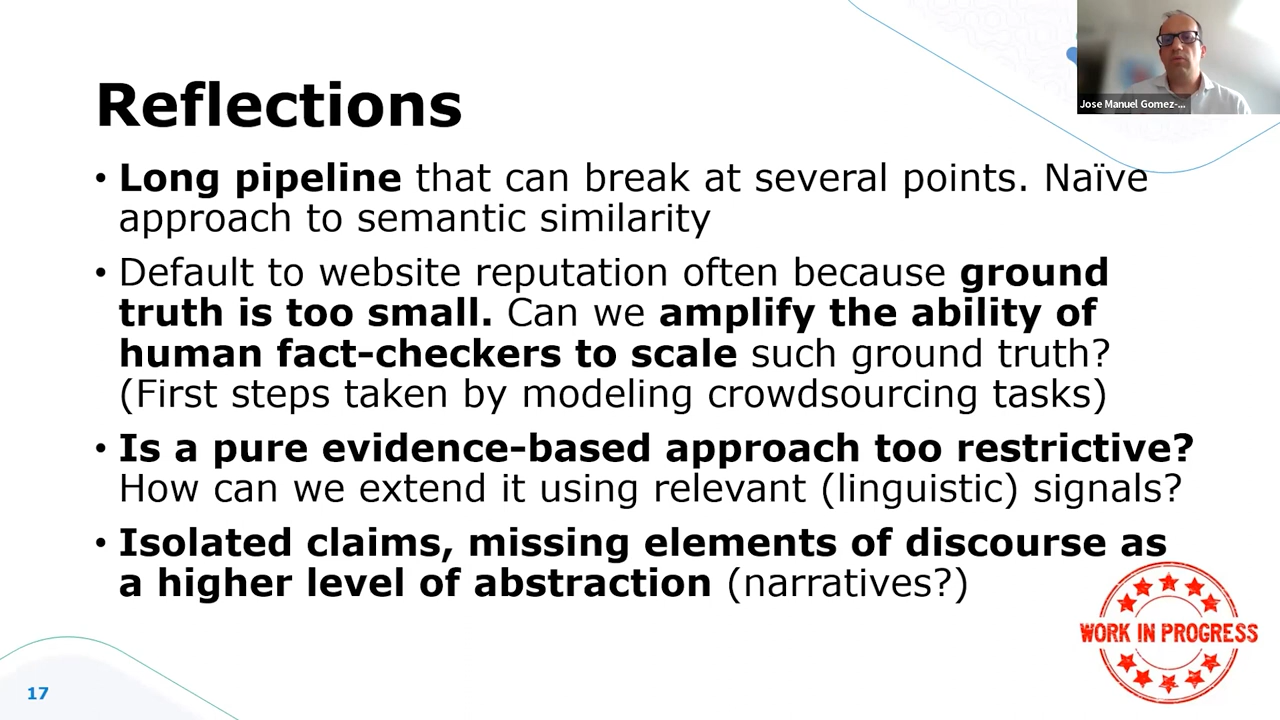 Jose Manuel Gomez-...
Reflections
• Long pipeline that can break at several points. Naïve
approach to semantic similarity
• Default to website reputation often because ground
truth is too small. Can we amplify the ability of
human fact-checkers to scale such ground truth?
(First steps taken by modeling crowdsourcing tasks)
• Is a pure evidence-based approach too restrictive?
How can we extend it using relevant (linguistic) signals?
• Isolated claims, missing elements of discourse as
a higher level of abstraction (narratives?)
WORK IN PROGRESS
17